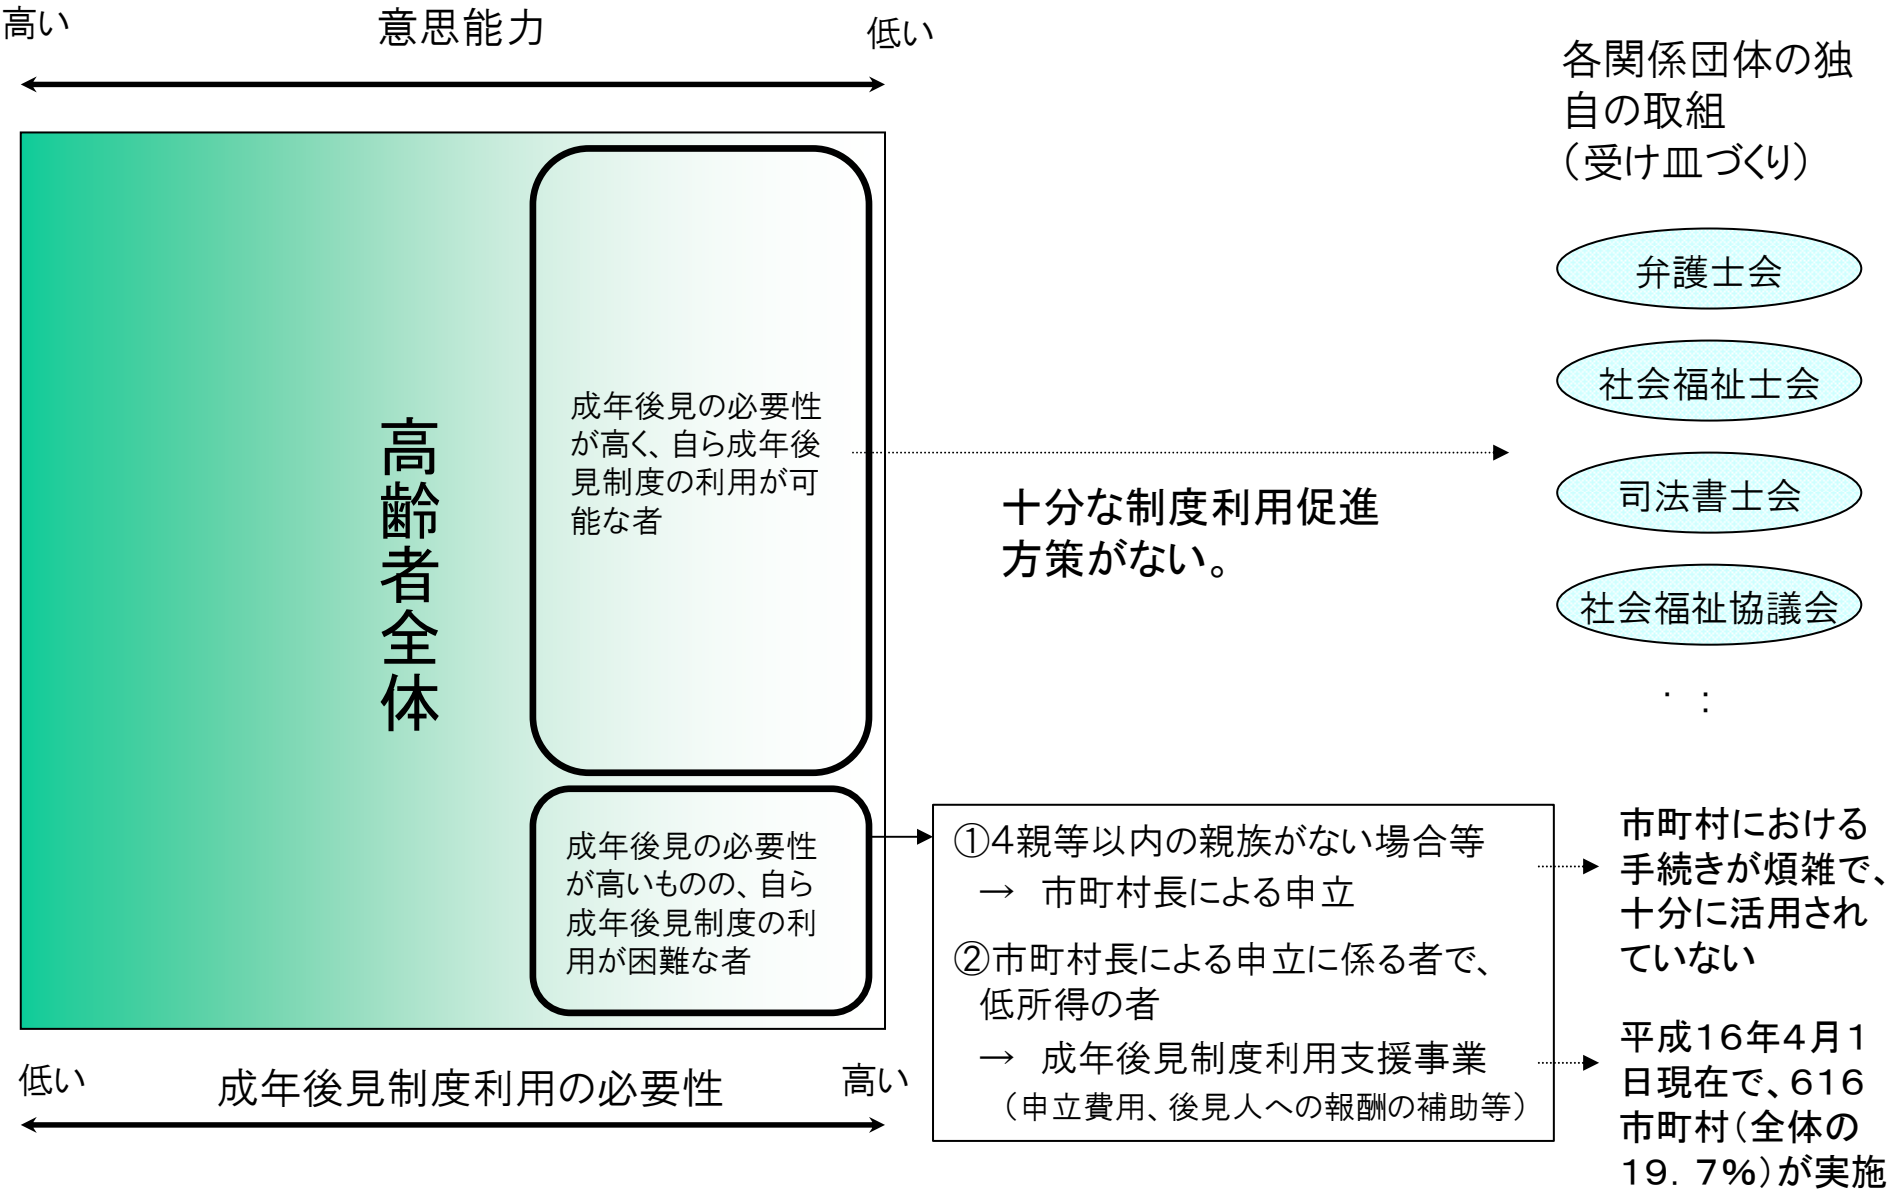 高い
意思能力
低い
各関係団体の独
自の取組
（受け皿づくり）
弁護士会
社会福祉士会
司法書士会
社会福祉協議会
・ ：
高齢者全体
成年後見の必要性
が高く、自ら成年後
見制度の利用が可
能な者
十分な制度利用促進
方策がない。
成年後見の必要性
が高いものの、自ら
成年後見制度の利
用が困難な者
①４親等以内の親族がない場合等
→ 市町村長による申立
②市町村長による申立に係る者で、
低所得の者
→ 成年後見制度利用支援事業
（申立費用、後見人への報酬の補助等）
市町村における
手続きが煩雑で、
十分に活用され
ていない
平成１６年４月１
日現在で、６１６
市町村（全体の
１９．７％）が実施
低い
成年後見制度利用の必要性
高い